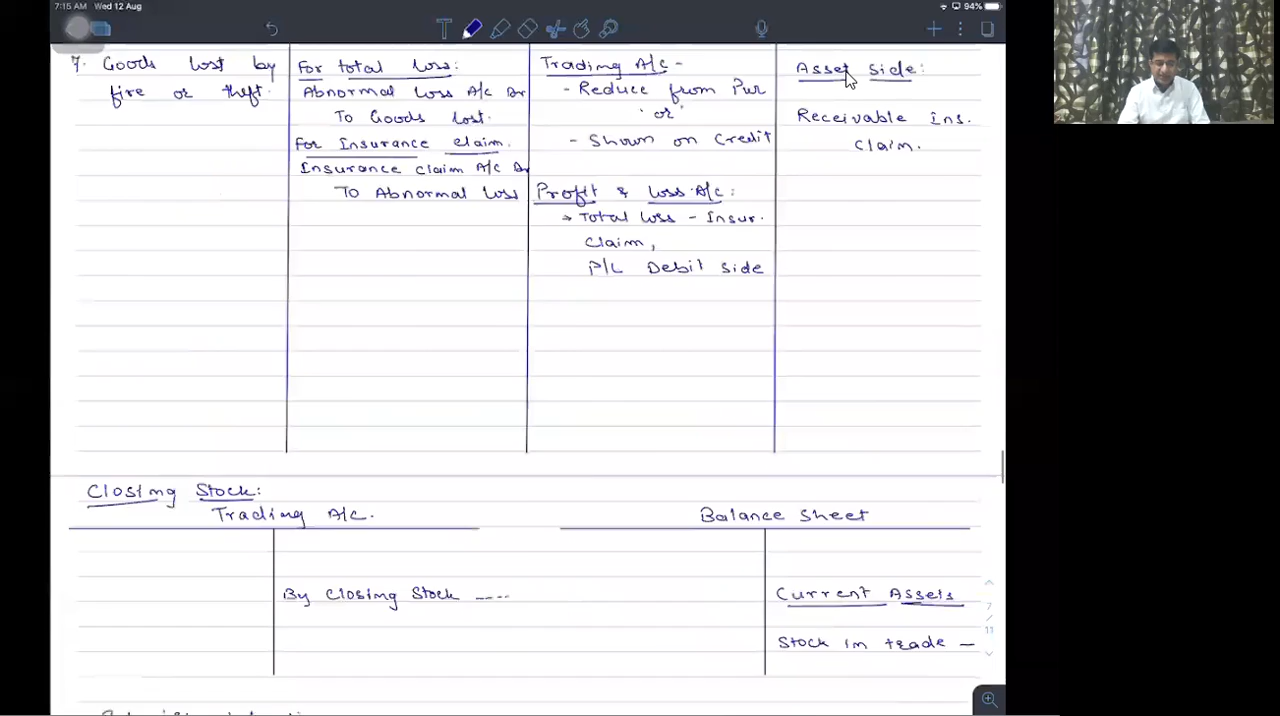 7:15 AM Wed 12 Aug
94%
7. Goods lost by
fire or theft.
For total loss:
Abnormal loss A/c Dr
To Goods lost.
For Insurance claim.
Insurance claim A/c Dr
To Abnormal loss
Trading A/c -
- Reduce from Pur
'or'
- Shown on Credit
Profit & loss A/c:
→ Total loss - Insur.
claim,
P/L Debit side
Asset side:
Receivable ins.
claim.
Closing Stock:
Trading A/c.
By Closing Stock ----
Balance Sheet
Current Assets
Stock in trade —
7
/
11